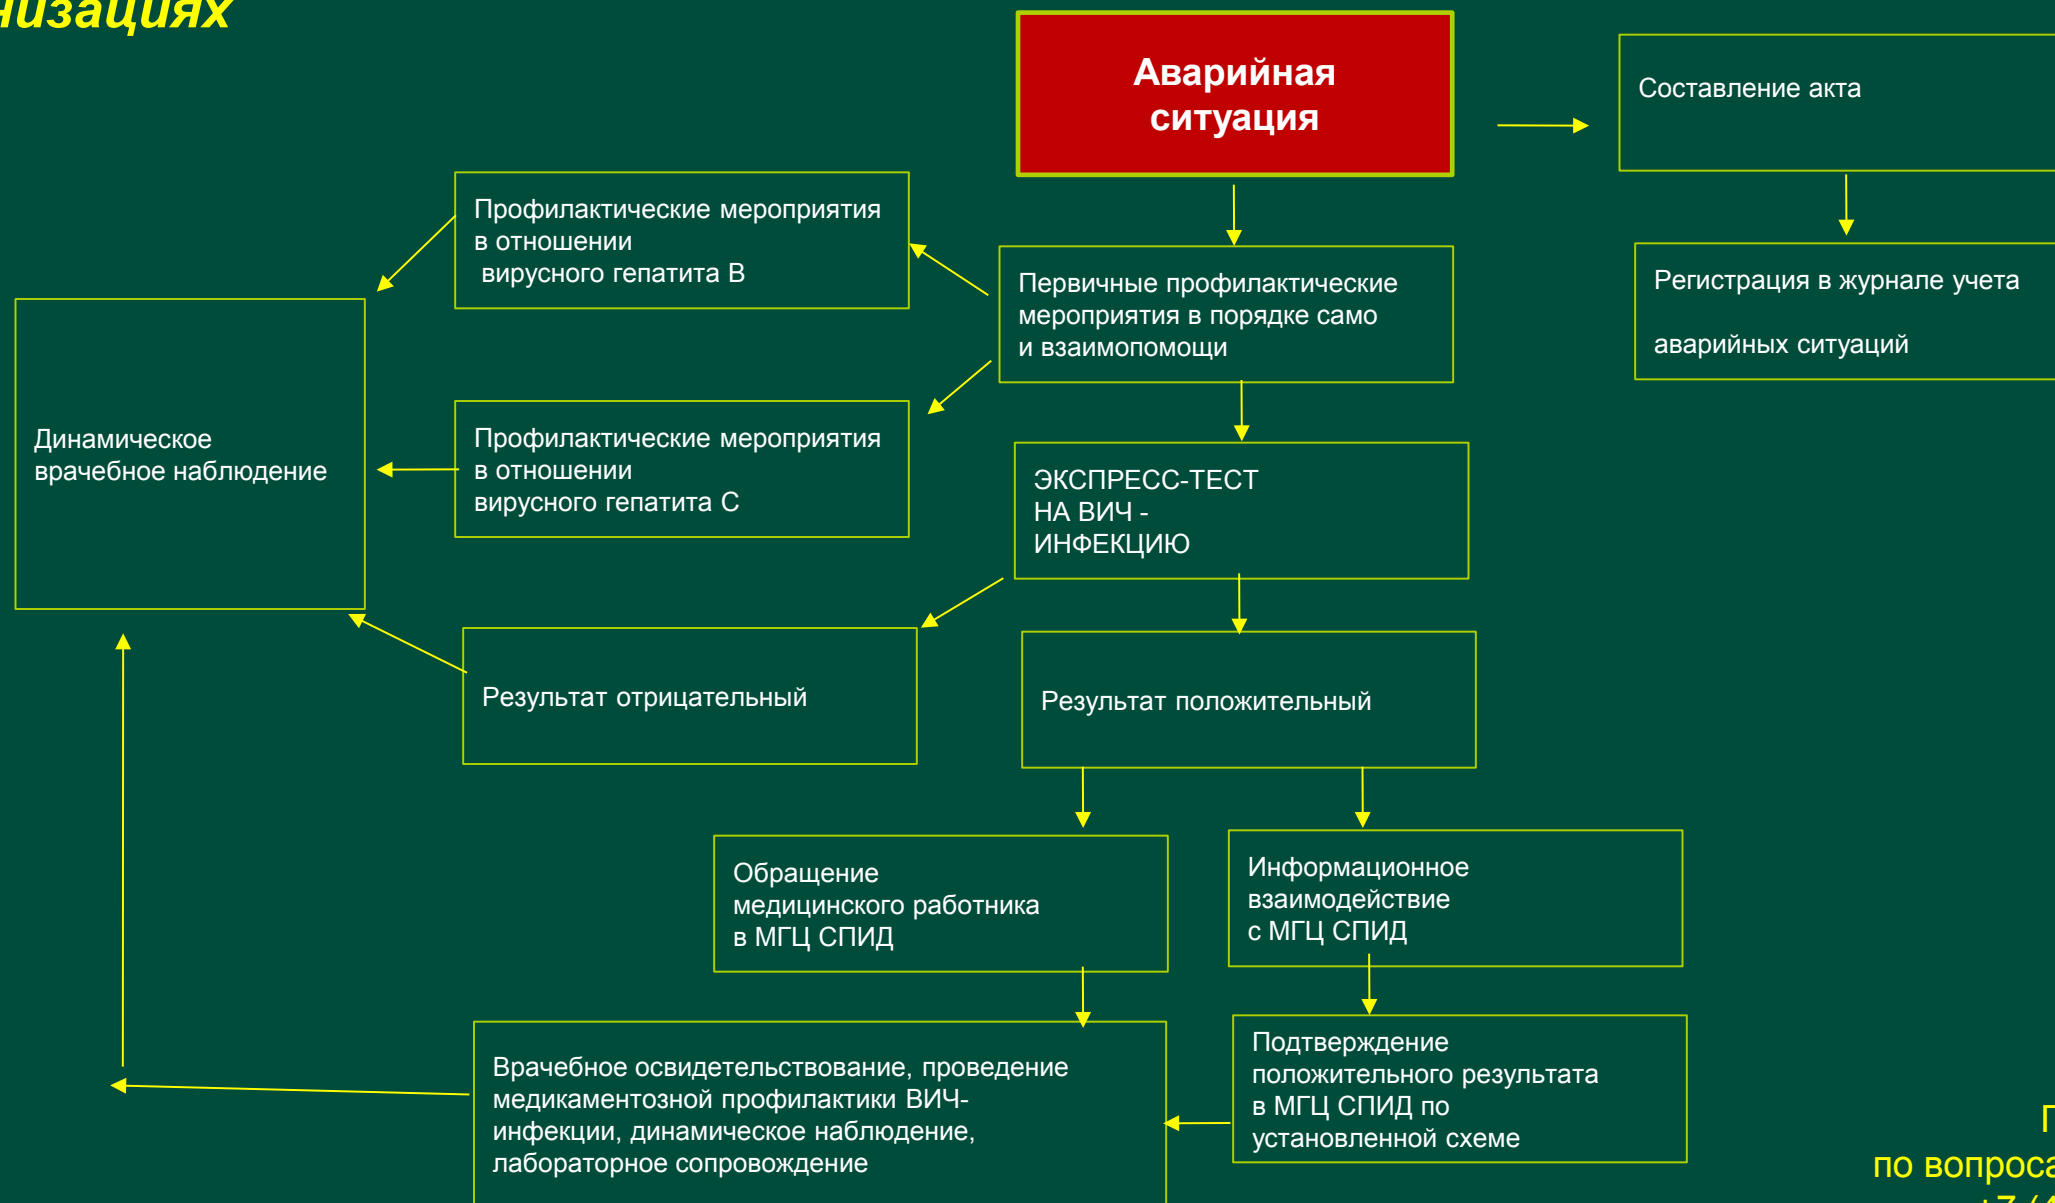 низациях
Аварийная
ситуация
Составление акта
Профилактические мероприятия
в отношении
вирусного гепатита В
Первичные профилактические
мероприятия в порядке само
и взаимопомощи
Регистрация в журнале учета
аварийных ситуаций
Динамическое
врачебное наблюдение
Профилактические мероприятия
в отношении
вирусного гепатита С
ЭКСПРЕСС-ТЕСТ
НА ВИЧ -
ИНФЕКЦИЮ
Результат отрицательный
Результат положительный
Обращение
медицинского работника
в МГЦ СПИД
Информационное
взаимодействие
с МГЦ СПИД
Врачебное освидетельствование, проведение
медикаментозной профилактики ВИЧ-
инфекции, динамическое наблюдение,
лабораторное сопровождение
Подтверждение
положительного результата
в МГЦ СПИД по
установленной схеме
по вопроса